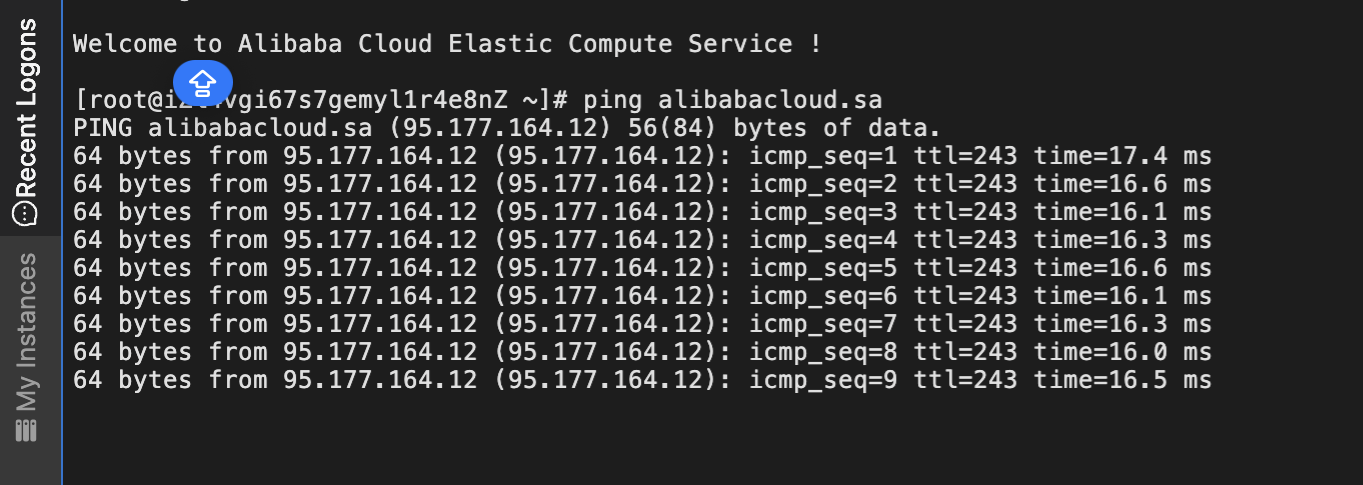 Recent Logons
My Instances
Welcome to Alibaba Cloud Elastic Compute Service !
~]# ping alibabacloud.sa
PING alibabacloud.sa (95.177.164.12) 56(84) bytes of data.
64 bytes from 95.177.164.12 (95.177.164.12): icmp_seq=1 ttl=243 time=17.4 ms
64 bytes from 95.177.164.12 (95.177.164.12): icmp_seq=2 ttl=243 time=16.6 ms
64 bytes from 95.177.164.12 (95.177.164.12): icmp_seq=3 ttl=243 time=16.1 ms
64 bytes from 95.177.164.12 (95.177.164.12): icmp_seq=4 ttl=243 time=16.3 ms
64 bytes from 95.177.164.12 (95.177.164.12): icmp_seq=5 ttl=243 time=16.6 ms
64 bytes from 95.177.164.12 (95.177.164.12): icmp_seq=6 ttl=243 time=16.1 ms
64 bytes from 95.177.164.12 (95.177.164.12): icmp_seq=7 ttl=243 time=16.3 ms
64 bytes from 95.177.164.12 (95.177.164.12): icmp_seq=8 ttl=243 time=16.0 ms
64 bytes from 95.177.164.12 (95.177.164.12): icmp_seq=9 ttl=243 time=16.5 ms